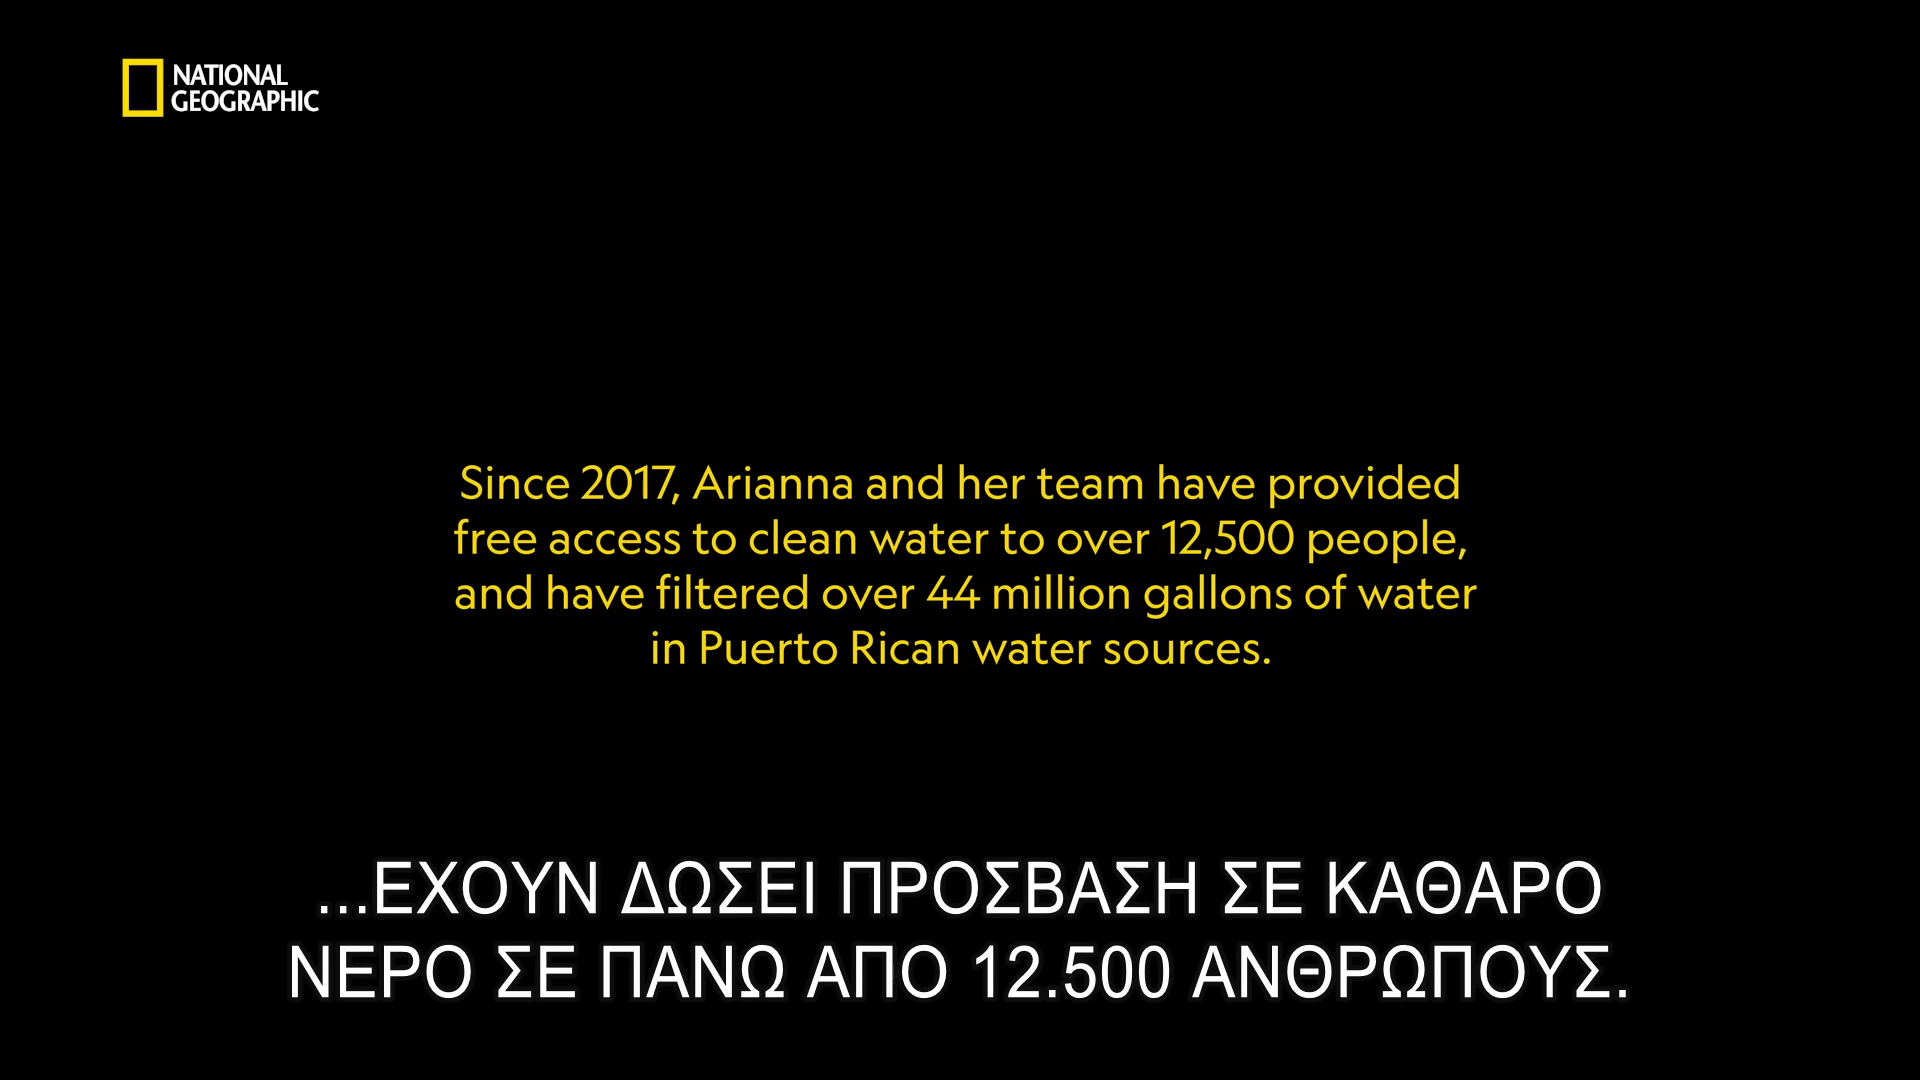 NATIONAL
GEOGRAPHIC
Since 2017, Arianna and her team have provided
free access to clean water to over 12,500 people,
and have filtered over 44 million gallons of water
in Puerto Rican water sources.
...ΕΧΟΥΝ ΔΩΣΕΙ ΠΡΟΣΒΑΣΗ ΣΕ ΚΑΘΑΡΟ
ΝΕΡΟ ΣΕ ΠΑΝΩ ΑΠΟ 12.500 ΑΝΘΡΩΠΟΥΣ.